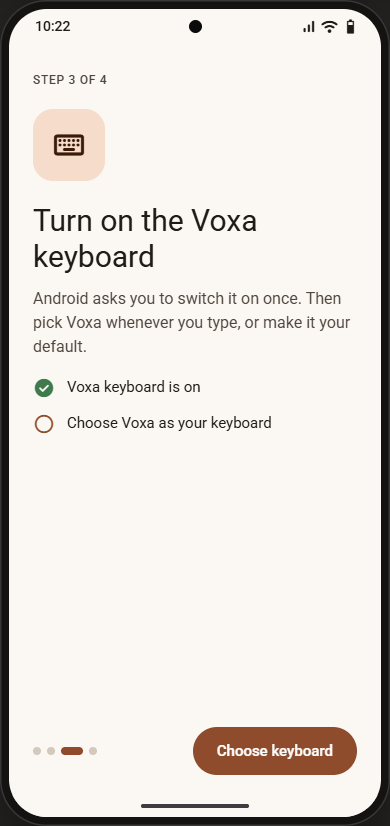 10:22
STEP 3 OF 4
Turn on the Voxa
keyboard
Android asks you to switch it on once. Then
pick Voxa whenever you type, or make it your
default.
Voxa keyboard is on
Choose Voxa as your keyboard
Choose keyboard